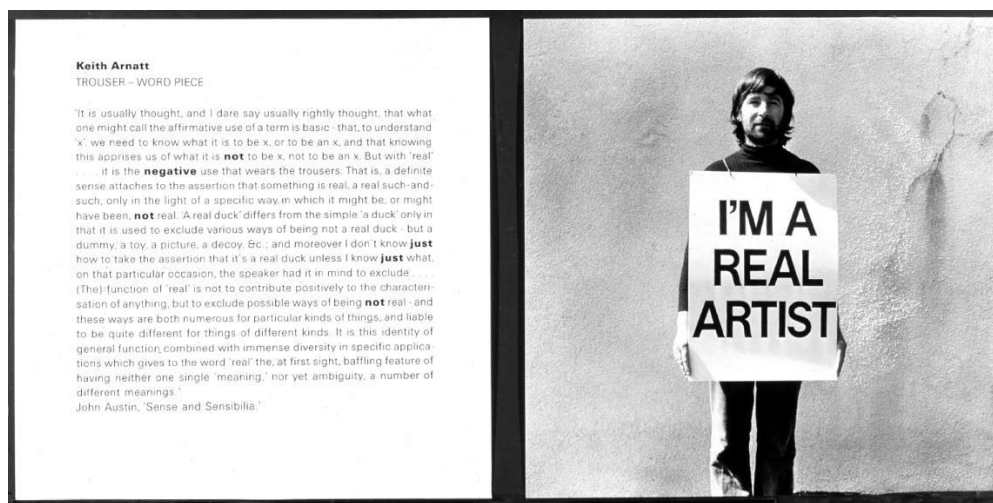 Keith Arnatt
TROUSER – WORD PIECE
'It is usually thought, and I dare say usually rightly thought, that what
one might call the affirmative use of a term is basic - that, to understand
'x', we need to know what it is to be x, or to be an x, and that knowing
this apprises us of what it is not to be x, not to be an x. But with 'real'
. . . . it is the negative use that wears the trousers. That is, a definite
sense attaches to the assertion that something is real, a real such-and-
such, only in the light of a specific way in which it might be, or might
have been, not real. 'A real duck' differs from the simple 'a duck' only in
that it is used to exclude various ways of being not a real duck - but a
dummy, a toy, a picture, a decoy, &c.; and moreover I don't know just
how to take the assertion that it's a real duck unless I know just what,
on that particular occasion, the speaker had it in mind to exclude . . . .
(The) function of 'real' is not to contribute positively to the characteri-
sation of anything, but to exclude possible ways of being not real - and
these ways are both numerous for particular kinds of things, and liable
to be quite different for things of different kinds. It is this identity of
general function combined with immense diversity in specific applica-
tions which gives to the word 'real' the, at first sight, baffling feature of
having neither one single 'meaning,' nor yet ambiguity, a number of
different meanings.'
John Austin, 'Sense and Sensibilia.'
I'M A
REAL
ARTIST